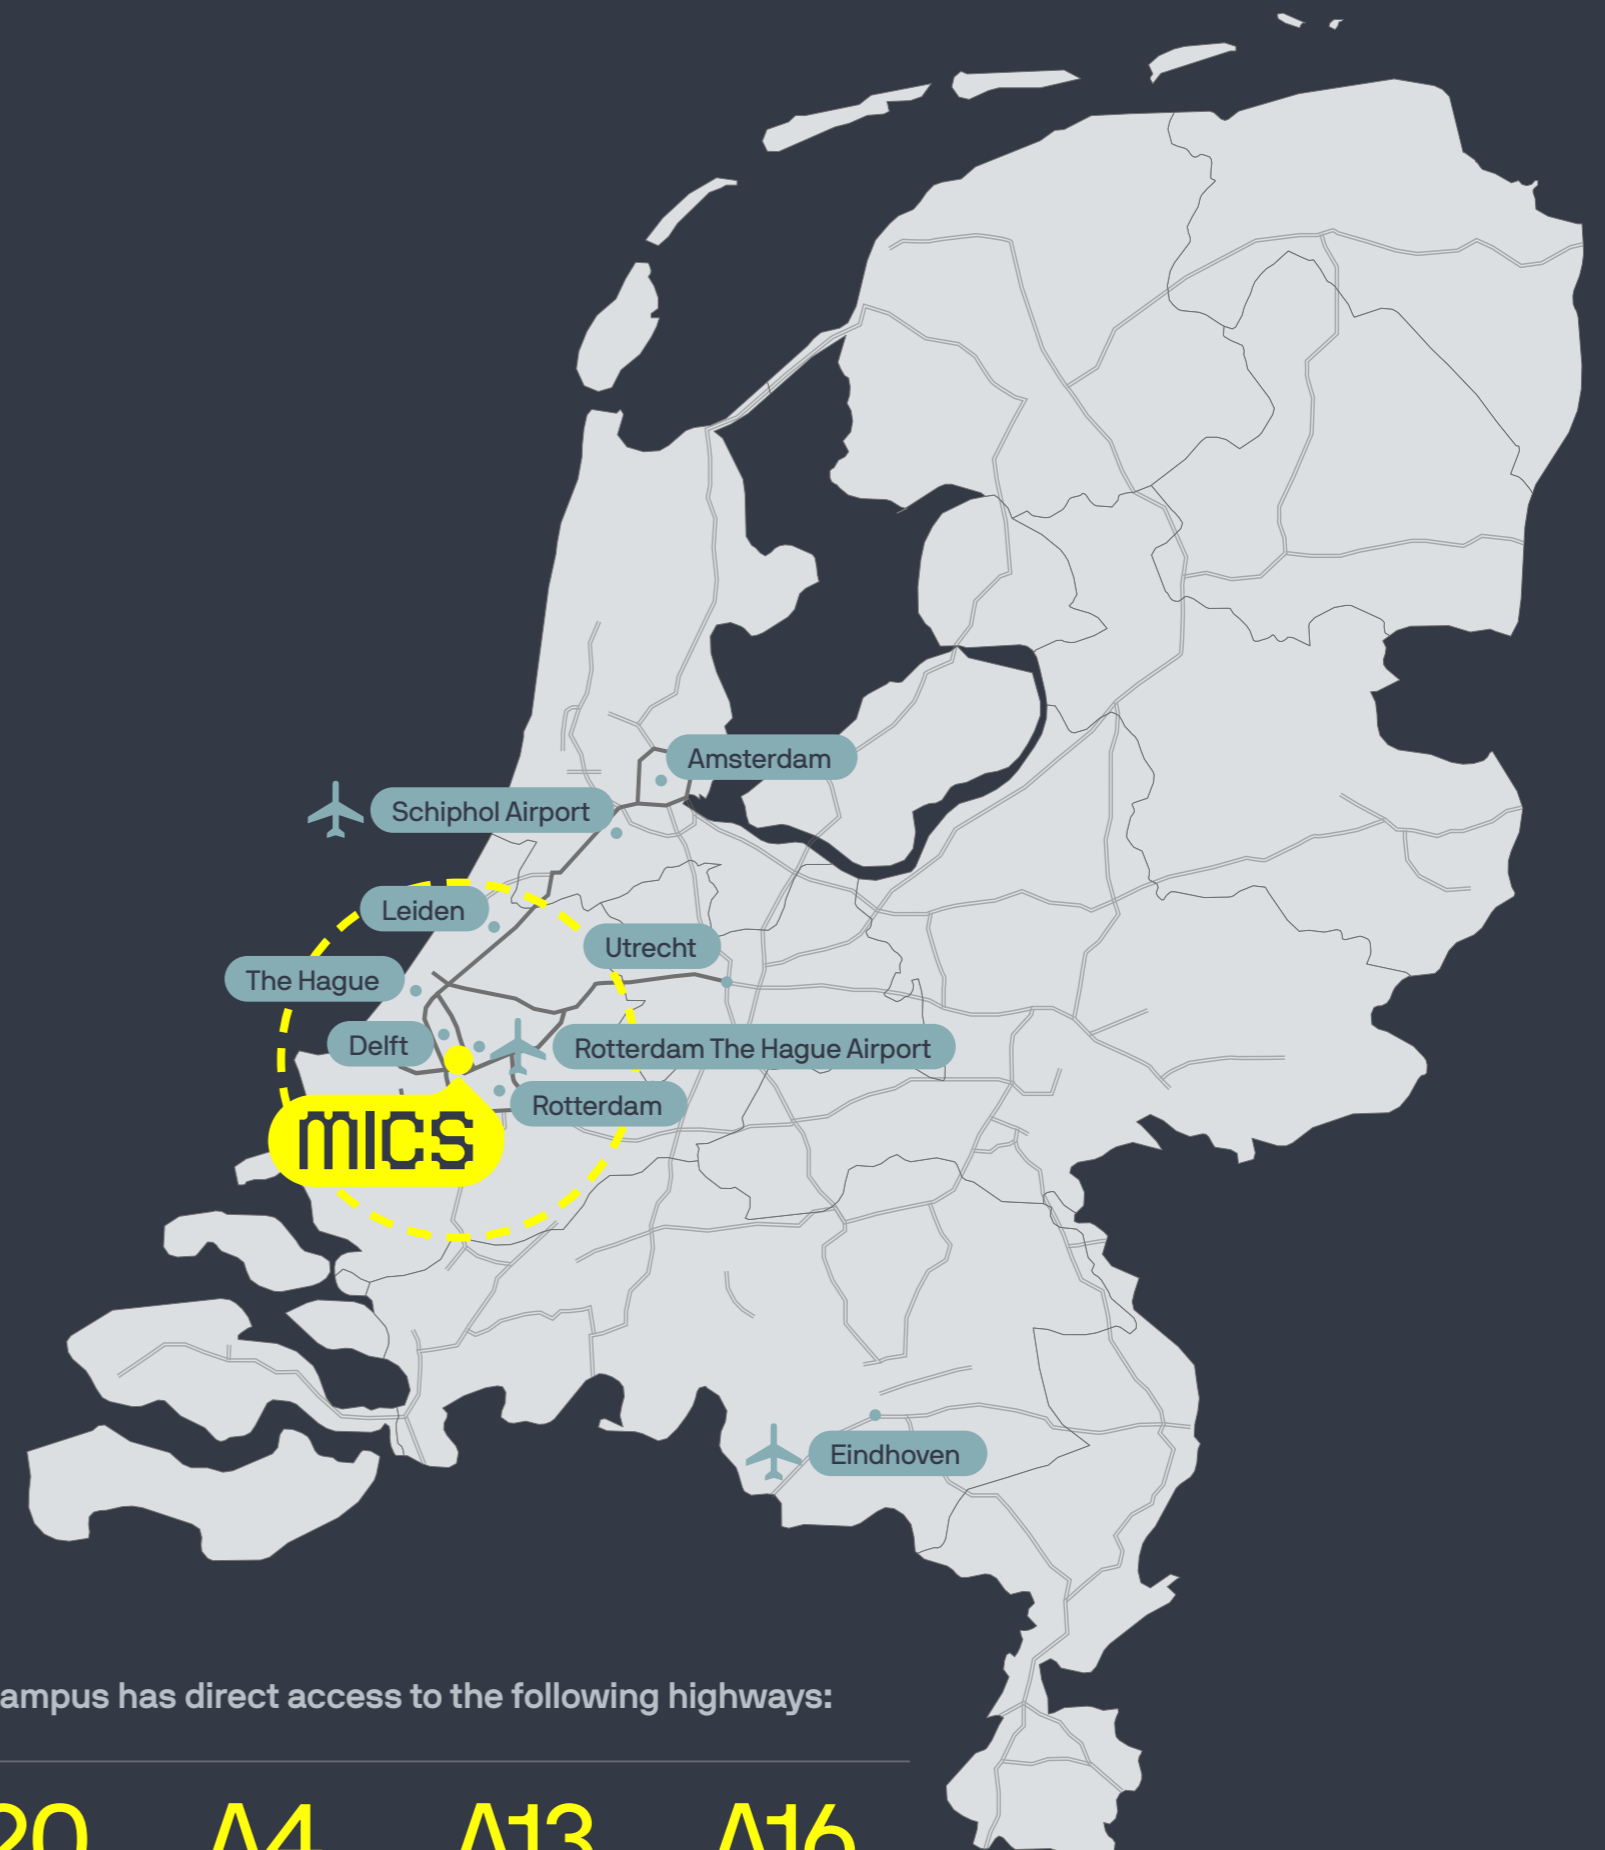 Amsterdam
Schiphol Airport
Leiden
Utrecht
The Hague
Delft
Rotterdam The Hague Airport
Rotterdam
mics
Eindhoven
ampus has direct access to the following highways:
20 A4 A13 A16